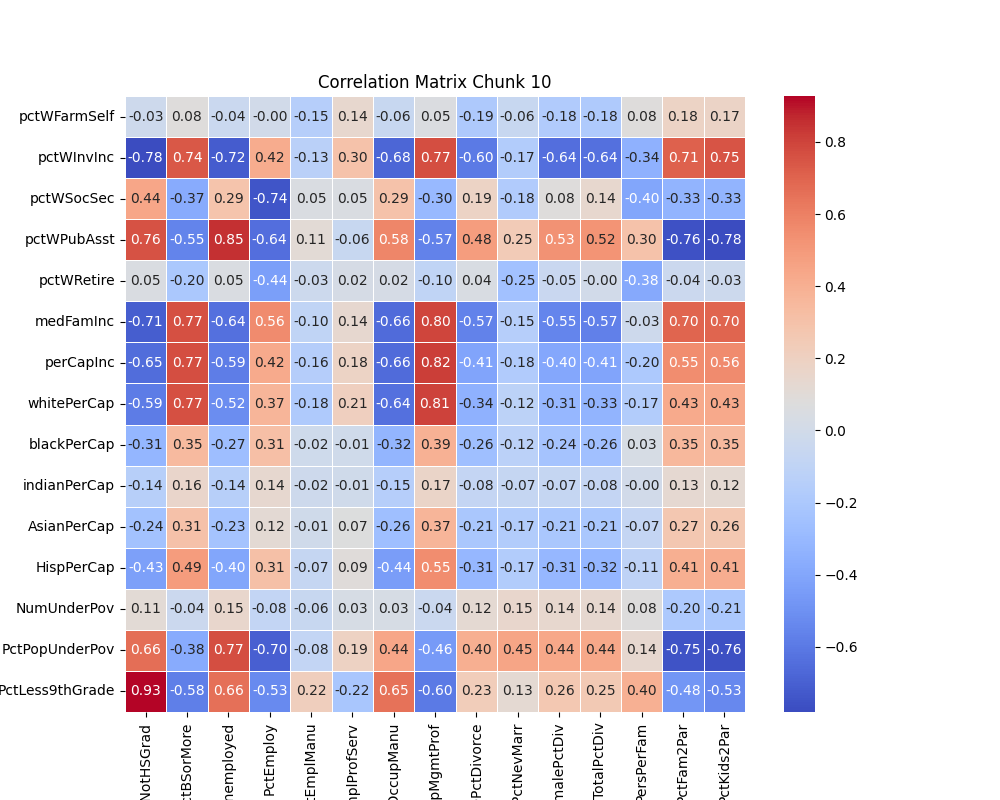 Correlation Matrix Chunk 10
pctWFarmSelf -0.03 0.08 -0.04 -0.00 -0.15 0.14 -0.06 0.05 -0.19 -0.06 -0.18 -0.18 0.08 0.18 0.17
pctWInvInc -0.78 0.74 -0.72 0.42 -0.13 0.30 -0.68 0.77 -0.60 -0.17 -0.64 -0.64 -0.34 0.71 0.75
pctWSocSec 0.44 -0.37 0.29 -0.74 0.05 0.05 0.29 -0.30 0.19 -0.18 0.08 0.14 -0.40 -0.33 -0.33
pctWPubAsst 0.76 -0.55 0.85 -0.64 0.11 -0.06 0.58 -0.57 0.48 0.25 0.53 0.52 0.30 -0.76 -0.78
pctWRetire 0.05 -0.20 0.05 -0.44 -0.03 0.02 0.02 -0.10 0.04 -0.25 -0.05 -0.00 -0.38 -0.04 -0.03
medFamInc -0.71 0.77 -0.64 0.56 -0.10 0.14 -0.66 0.80 -0.57 -0.15 -0.55 -0.57 -0.03 0.70 0.70
perCapInc -0.65 0.77 -0.59 0.42 -0.16 0.18 -0.66 0.82 -0.41 -0.18 -0.40 -0.41 -0.20 0.55 0.56
whitePerCap -0.59 0.77 -0.52 0.37 -0.18 0.21 -0.64 0.81 -0.34 -0.12 -0.31 -0.33 -0.17 0.43 0.43
blackPerCap -0.31 0.35 -0.27 0.31 -0.02 -0.01 -0.32 0.39 -0.26 -0.12 -0.24 -0.26 0.03 0.35 0.35
indianPerCap -0.14 0.16 -0.14 0.14 -0.02 -0.01 -0.15 0.17 -0.08 -0.07 -0.07 -0.08 -0.00 0.13 0.12
AsianPerCap -0.24 0.31 -0.23 0.12 -0.01 0.07 -0.26 0.37 -0.21 -0.17 -0.21 -0.21 -0.07 0.27 0.26
HispPerCap -0.43 0.49 -0.40 0.31 -0.07 0.09 -0.44 0.55 -0.31 -0.17 -0.31 -0.32 -0.11 0.41 0.41
NumUnderPov 0.11 -0.04 0.15 -0.08 -0.06 0.03 0.03 -0.04 0.12 0.15 0.14 0.14 0.08 -0.20 -0.21
PctPopUnderPov 0.66 -0.38 0.77 -0.70 -0.08 0.19 0.44 -0.46 0.40 0.45 0.44 0.44 0.14 -0.75 -0.76
PctLess9thGrade 0.93 -0.58 0.66 -0.53 0.22 -0.22 0.65 -0.60 0.23 0.13 0.26 0.25 0.40 -0.48 -0.53
NotHSGrad
ctBSorMore
nemployed
PctEmploy
tEmplManu
nplProfServ
OccupManu
pMgmtProf
PctDivorce
PctNevMarr
malePctDiv
TotalPctDiv
PersPerFam
PctFam2Par
PctKids2Par
0.8
0.6
0.4
0.2
0.0
−0.2
−0.4
−0.6